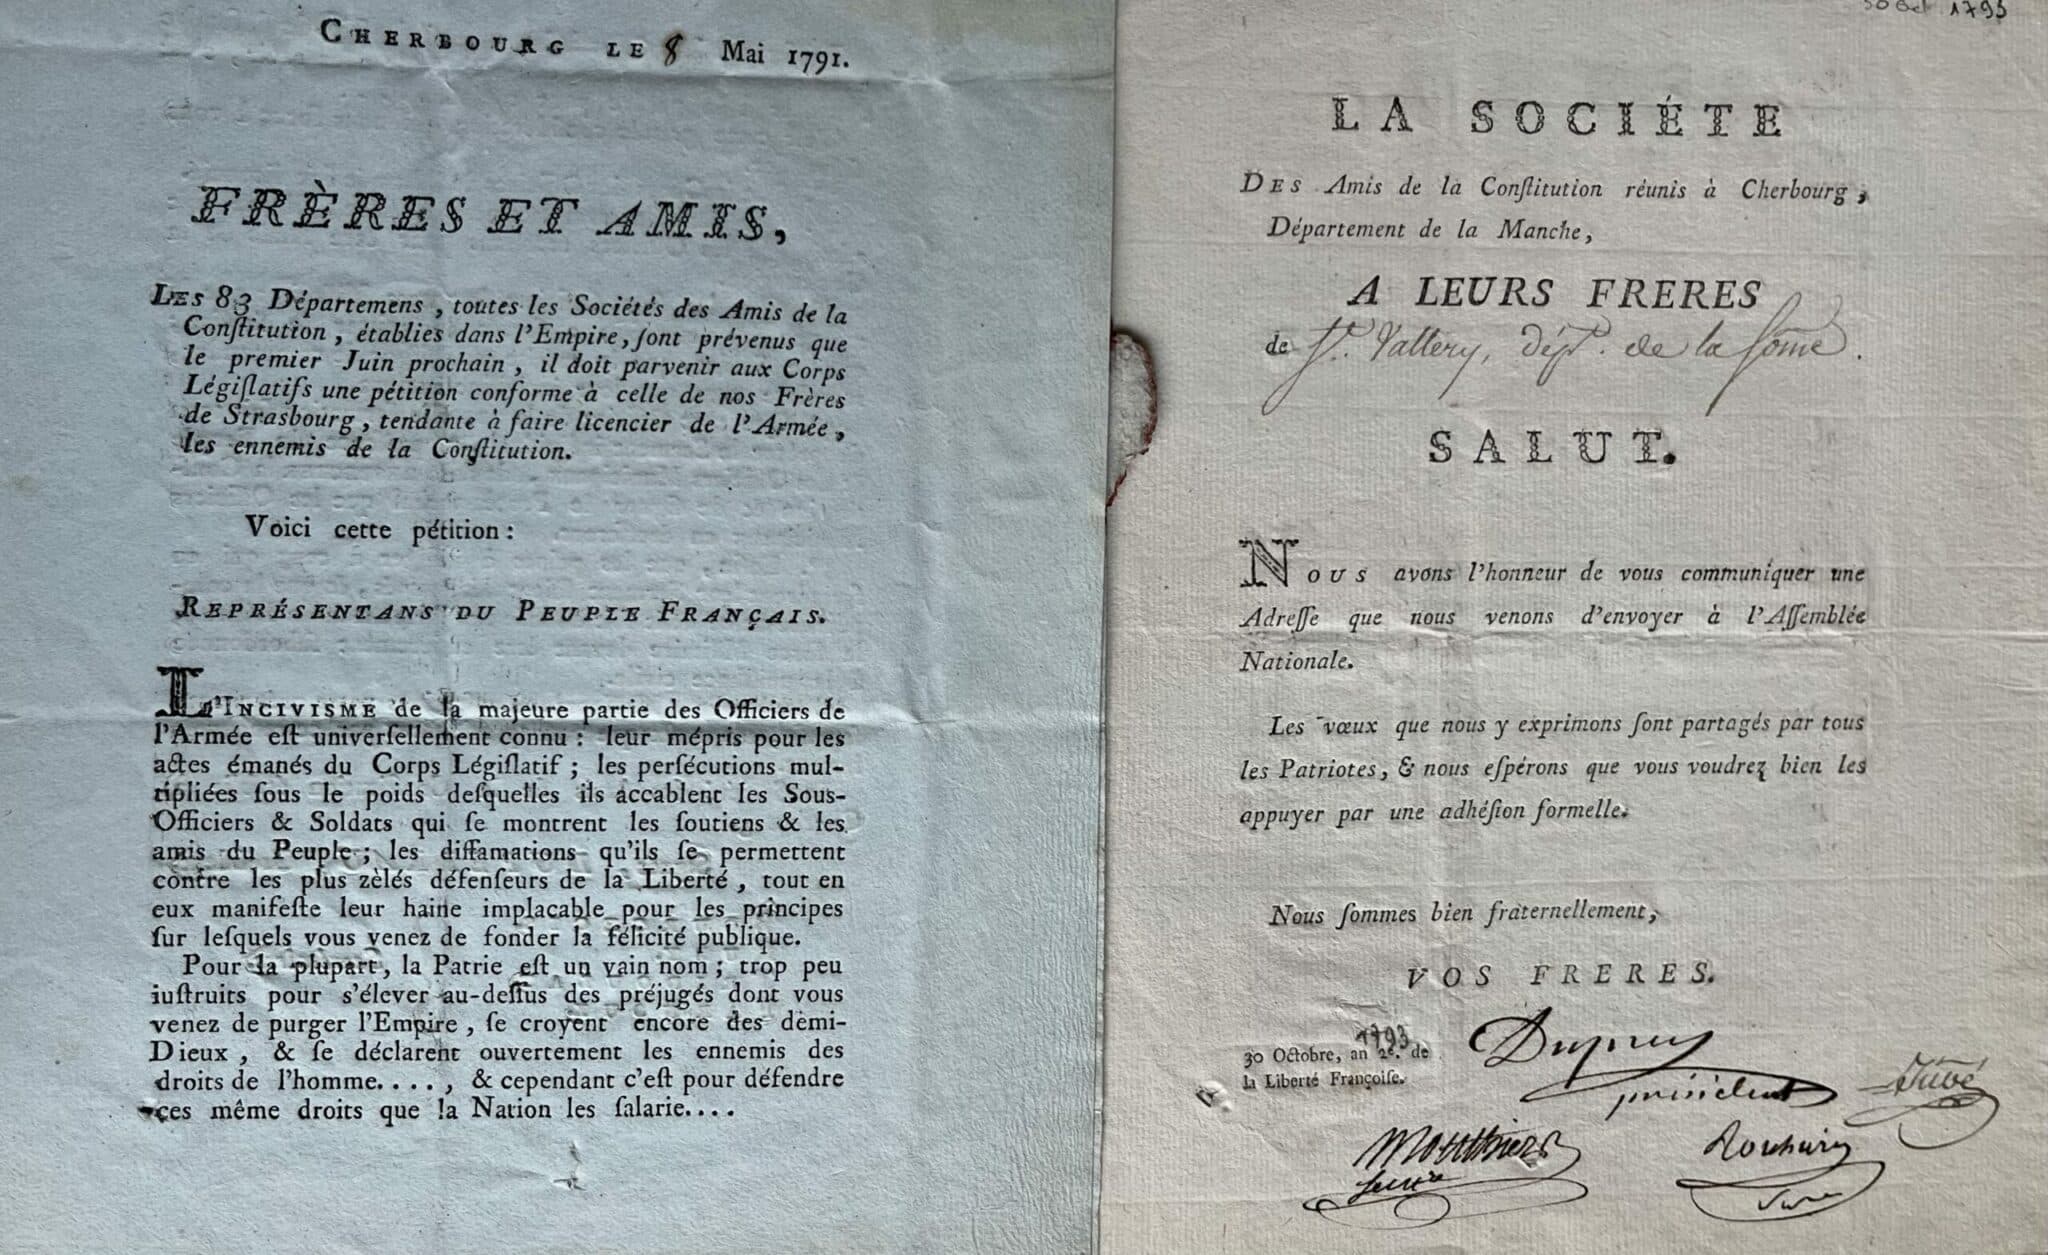 CHERBOURG LE 8 Mai 1791.
FRÈRES ET AMIS,
LES 83 Départemens, toutes les Sociétés des Amis de la
Conſtitution, établies dans l'Empire, ſont prévenus que
le premier Juin prochain, il doit parvenir aux Corps
Légiſlatifs une pétition conforme à celle de nos Frères
de Strasbourg, tendante à faire licencier de l'Armée,
les ennemis de la Conſtitution.
Voici cette pétition :
REPRÉSENTANS DU PEUPLE FRANÇAIS.
L'INCIVISME de la majeure partie des Officiers de
l'Armée eſt univerſellement connu : leur mépris pour les
actes émanés du Corps Légiſlatif ; les perſécutions mul-
tipliées ſous le poids deſquelles ils accablent les Sous-
Officiers & Soldats qui ſe montrent les ſoutiens & les
amis du Peuple ; les diffamations qu'ils ſe permettent
contre les plus zèlés défenſeurs de la Liberté, tout en
eux manifeſte leur haine implacable pour les principes
ſur leſquels vous venez de fonder la félicité publique.
Pour la plupart, la Patrie eſt un vain nom ; trop peu
iuſtruits pour s'élever au-deſſus des préjugés dont vous
venez de purger l'Empire, ſe croyent encore des demi-
Dieux, & ſe déclarent ouvertement les ennemis des
droits de l'homme...., & cependant c'eſt pour défendre
ces même droits que la Nation les ſalarie....
30 Oct. 1793
LA SOCIÉTÉ
DES Amis de la Conſtitution réunis à Cherbourg,
Département de la Manche,
A LEURS FRERES
de St. Vallery, dépt. de la Some.
SALUT.
NOUS avons l'honneur de vous communiquer une
Adreſſe que nous venons d'envoyer à l'Aſſemblée
Nationale.
Les vœux que nous y exprimons ſont partagés par tous
les Patriotes, & nous eſpérons que vous voudrez bien les
appuyer par une adhéſion formelle.
Nous ſommes bien fraternellement,
VOS FRERES.
1793
30 Octobre, an 2e. de
la Liberté Françoiſe.
président